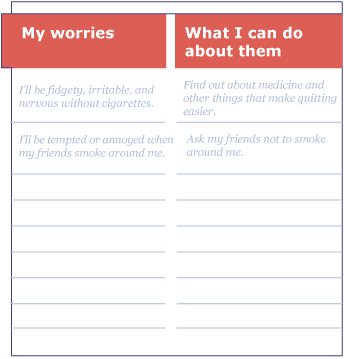 My worries
What I can do
about them
I'll be fidgety, irritable, and
nervous without cigarettes.
Find out about medicine and
other things that make quitting
easier.
I'll be tempted or annoyed when
my friends smoke around me.
Ask my friends not to smoke
around me.